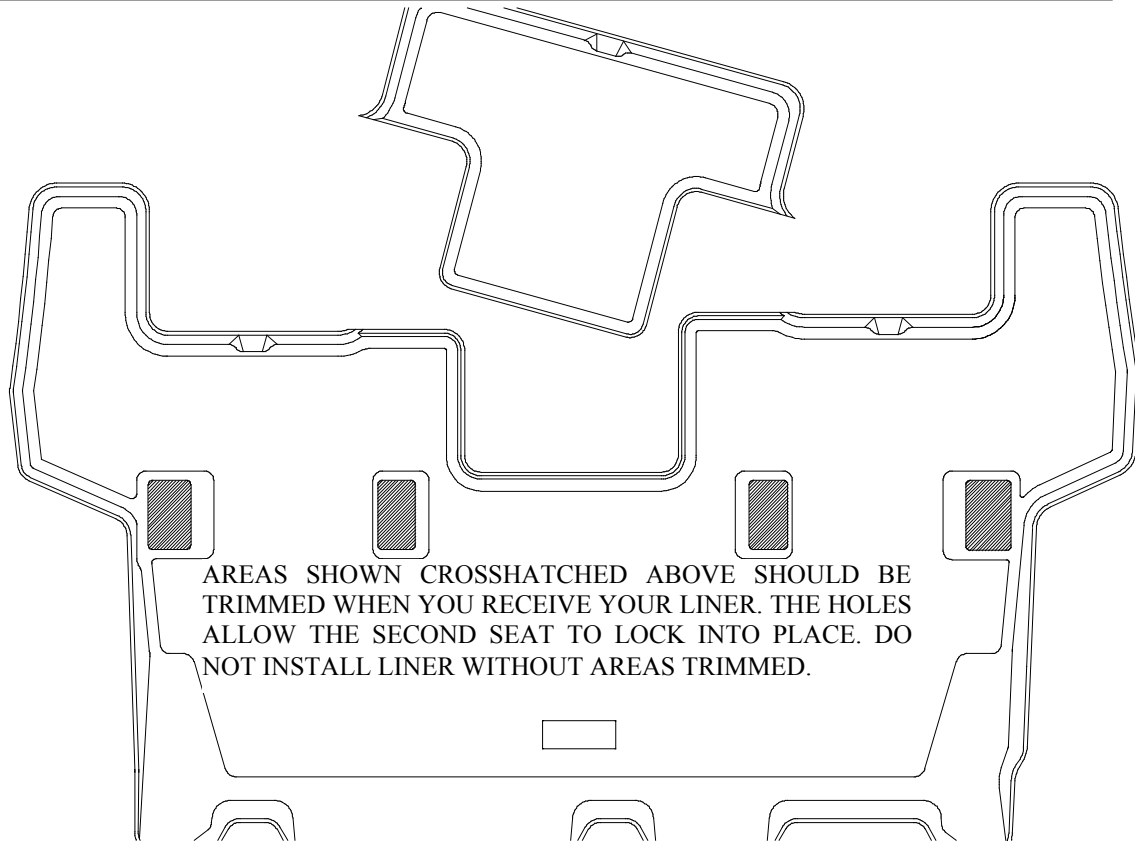 AREAS SHOWN CROSSHATCHED ABOVE SHOULD BE
TRIMMED WHEN YOU RECEIVE YOUR LINER. THE HOLES
ALLOW THE SECOND SEAT TO LOCK INTO PLACE. DO
NOT INSTALL LINER WITHOUT AREAS TRIMMED.